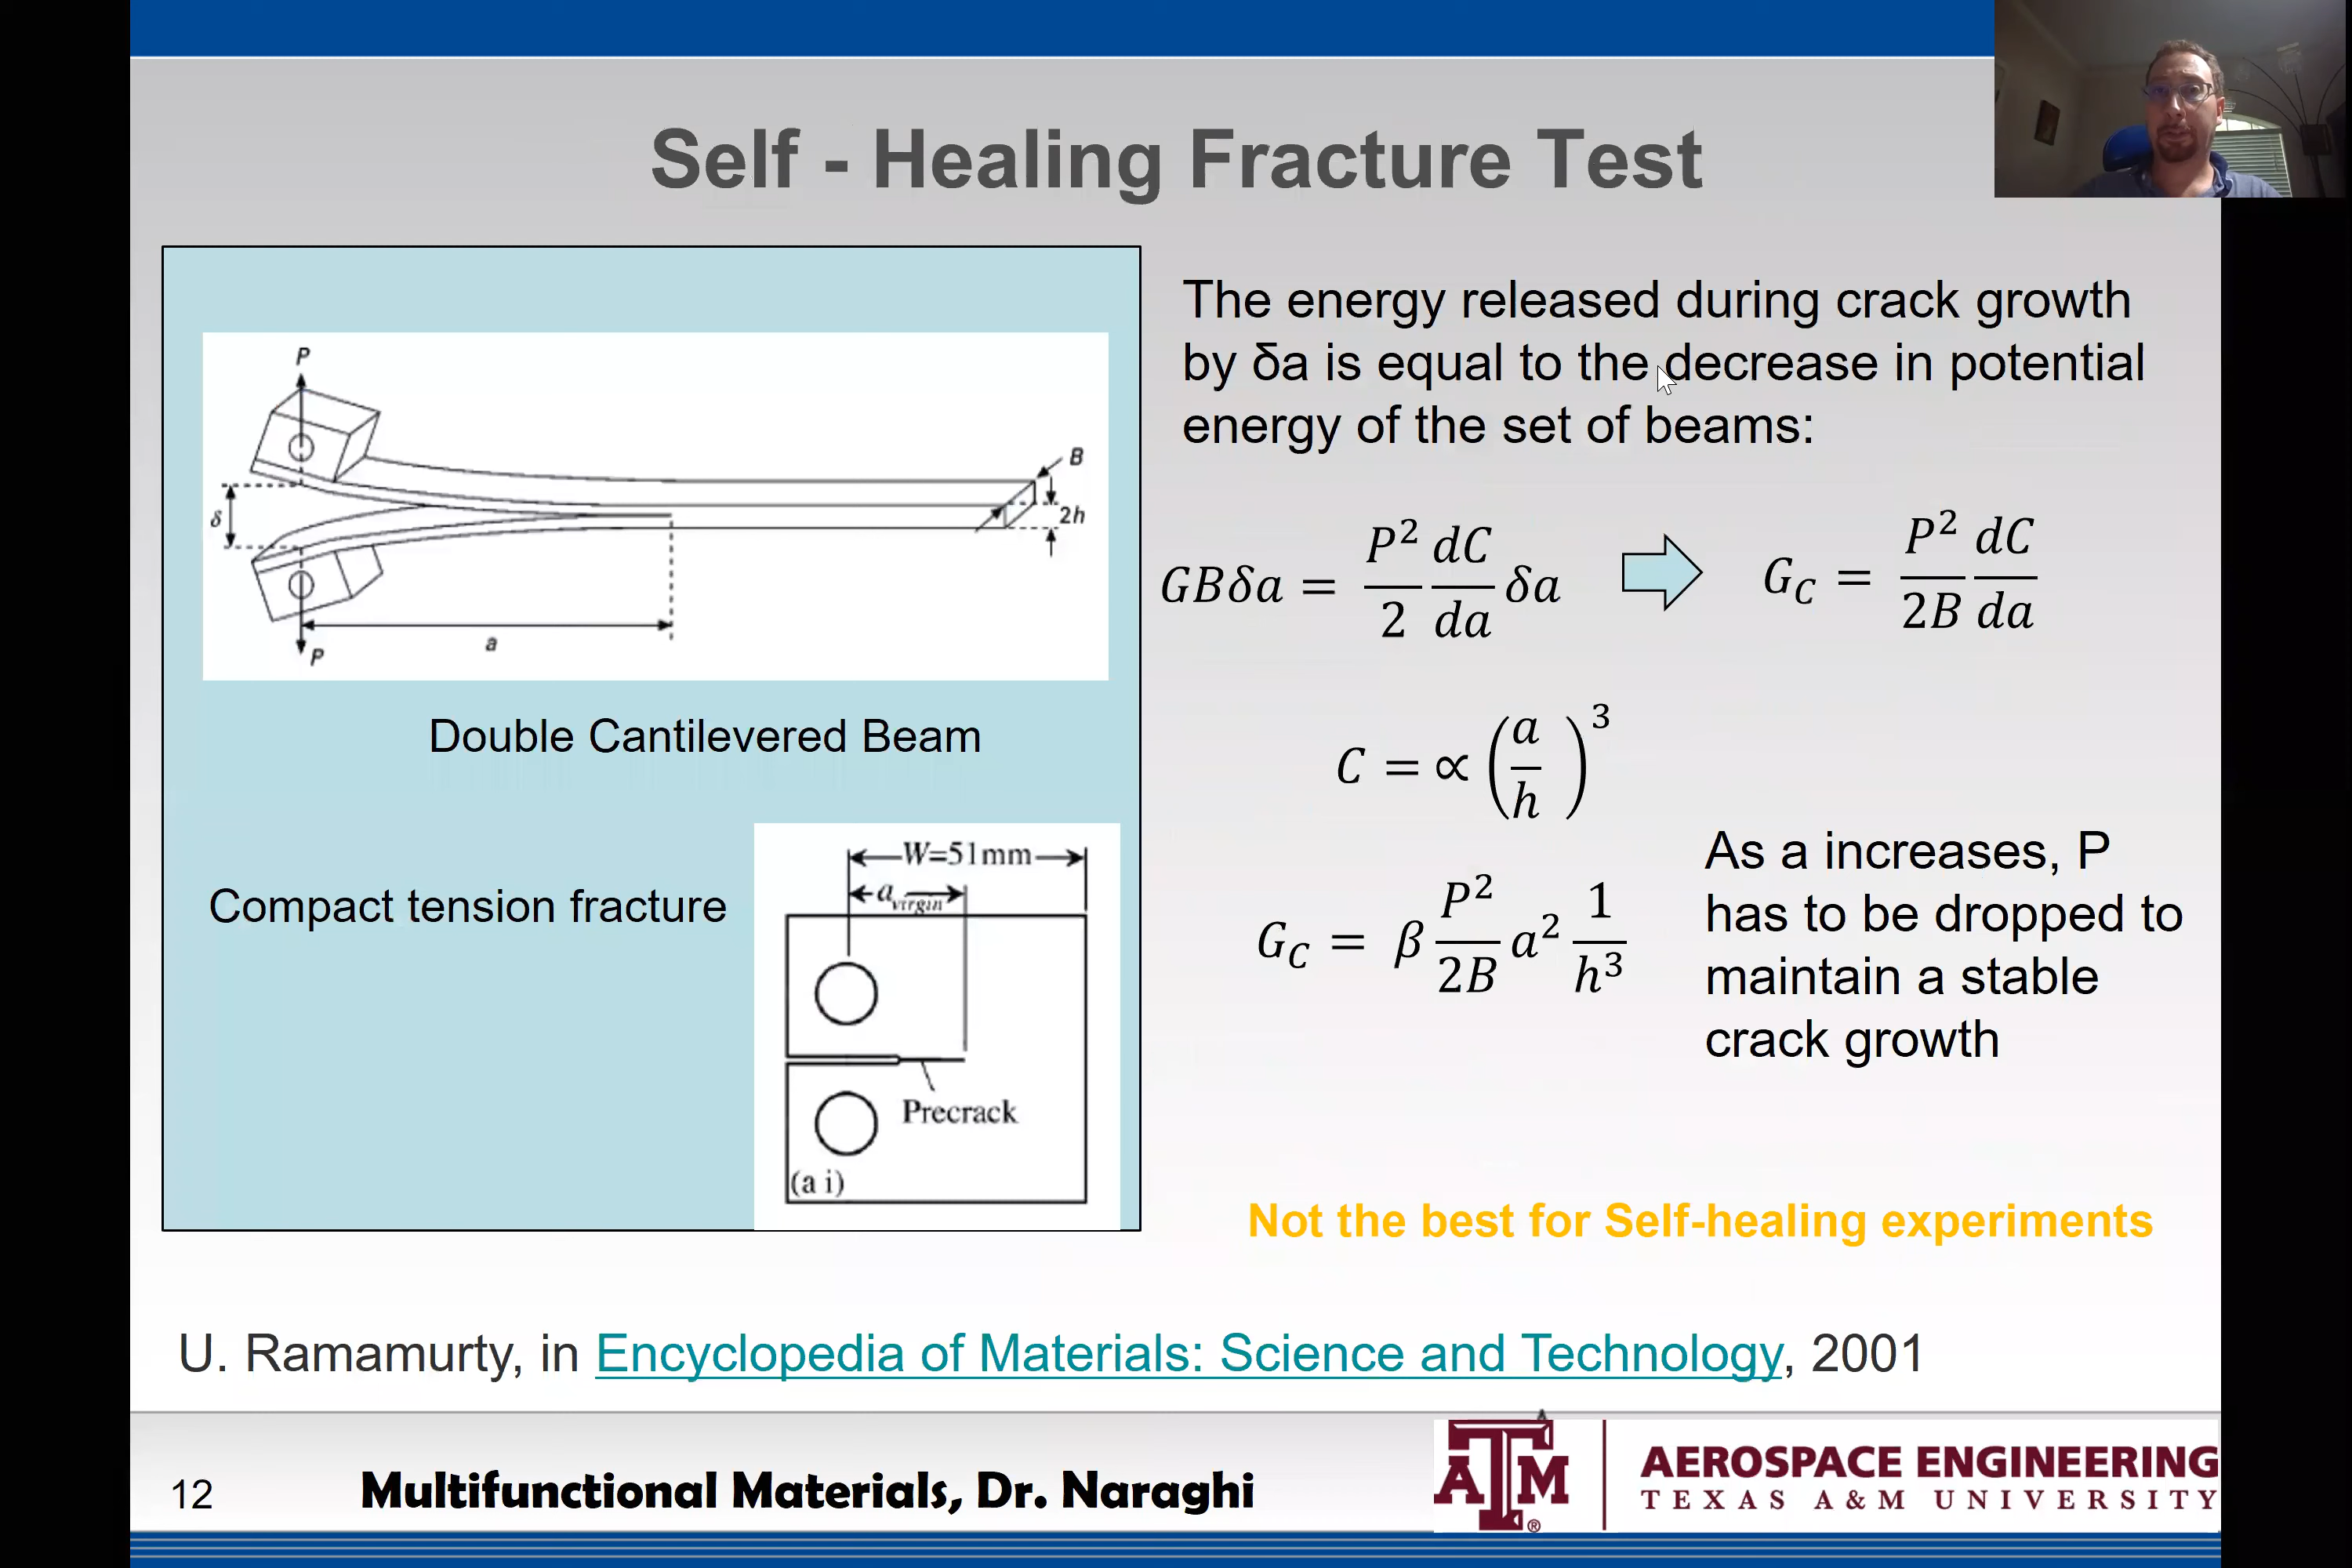 Self - Healing Fracture Test
P
B
δ
2h
P
a
Double Cantilevered Beam
Compact tension fracture
W=51mm
a virgin
Precrack
(a i)
The energy released during crack growth
by δa is equal to the decrease in potential
energy of the set of beams:
GBδa = P²/2 dC/da δa
G_C = P²/2B dC/da
C = ∝ (a/h)³
G_C = β P²/2B a² 1/h³
As a increases, P
has to be dropped to
maintain a stable
crack growth
Not the best for Self-healing experiments
U. Ramamurty, in Encyclopedia of Materials: Science and Technology, 2001
12
Multifunctional Materials, Dr. Naraghi
ATM
®
AEROSPACE ENGINEERING
TEXAS A&M UNIVERSITY